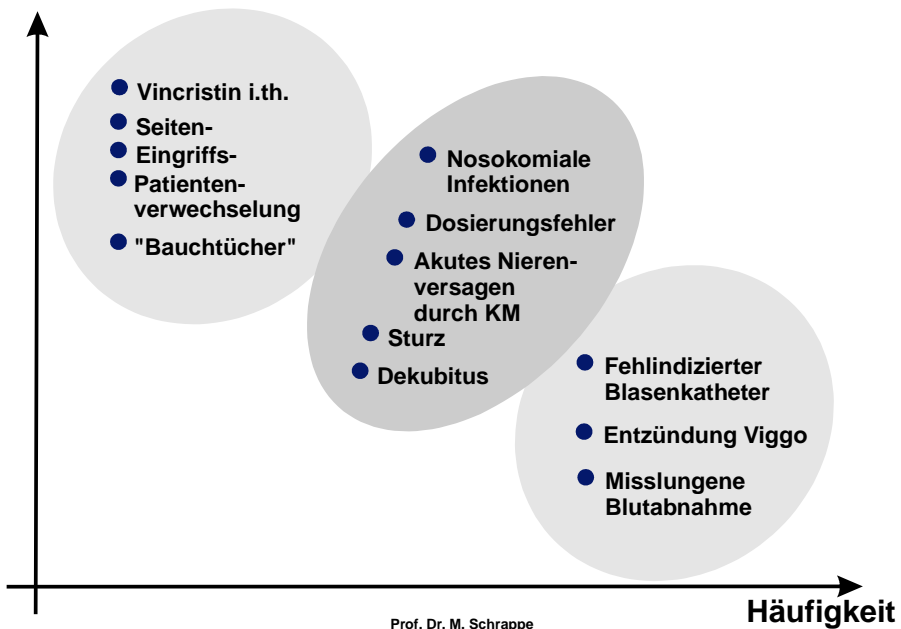 Vincristin i.th.
Seiten-
Eingriffs-
Patienten-
verwechselung
"Bauchtücher"
Nosokomiale
Infektionen
Dosierungsfehler
Akutes Nieren-
versagen
durch KM
Sturz
Dekubitus
Fehlindizierter
Blasenkatheter
Entzündung Viggo
Misslungene
Blutabnahme
Häufigkeit
Prof. Dr. M. Schrappe